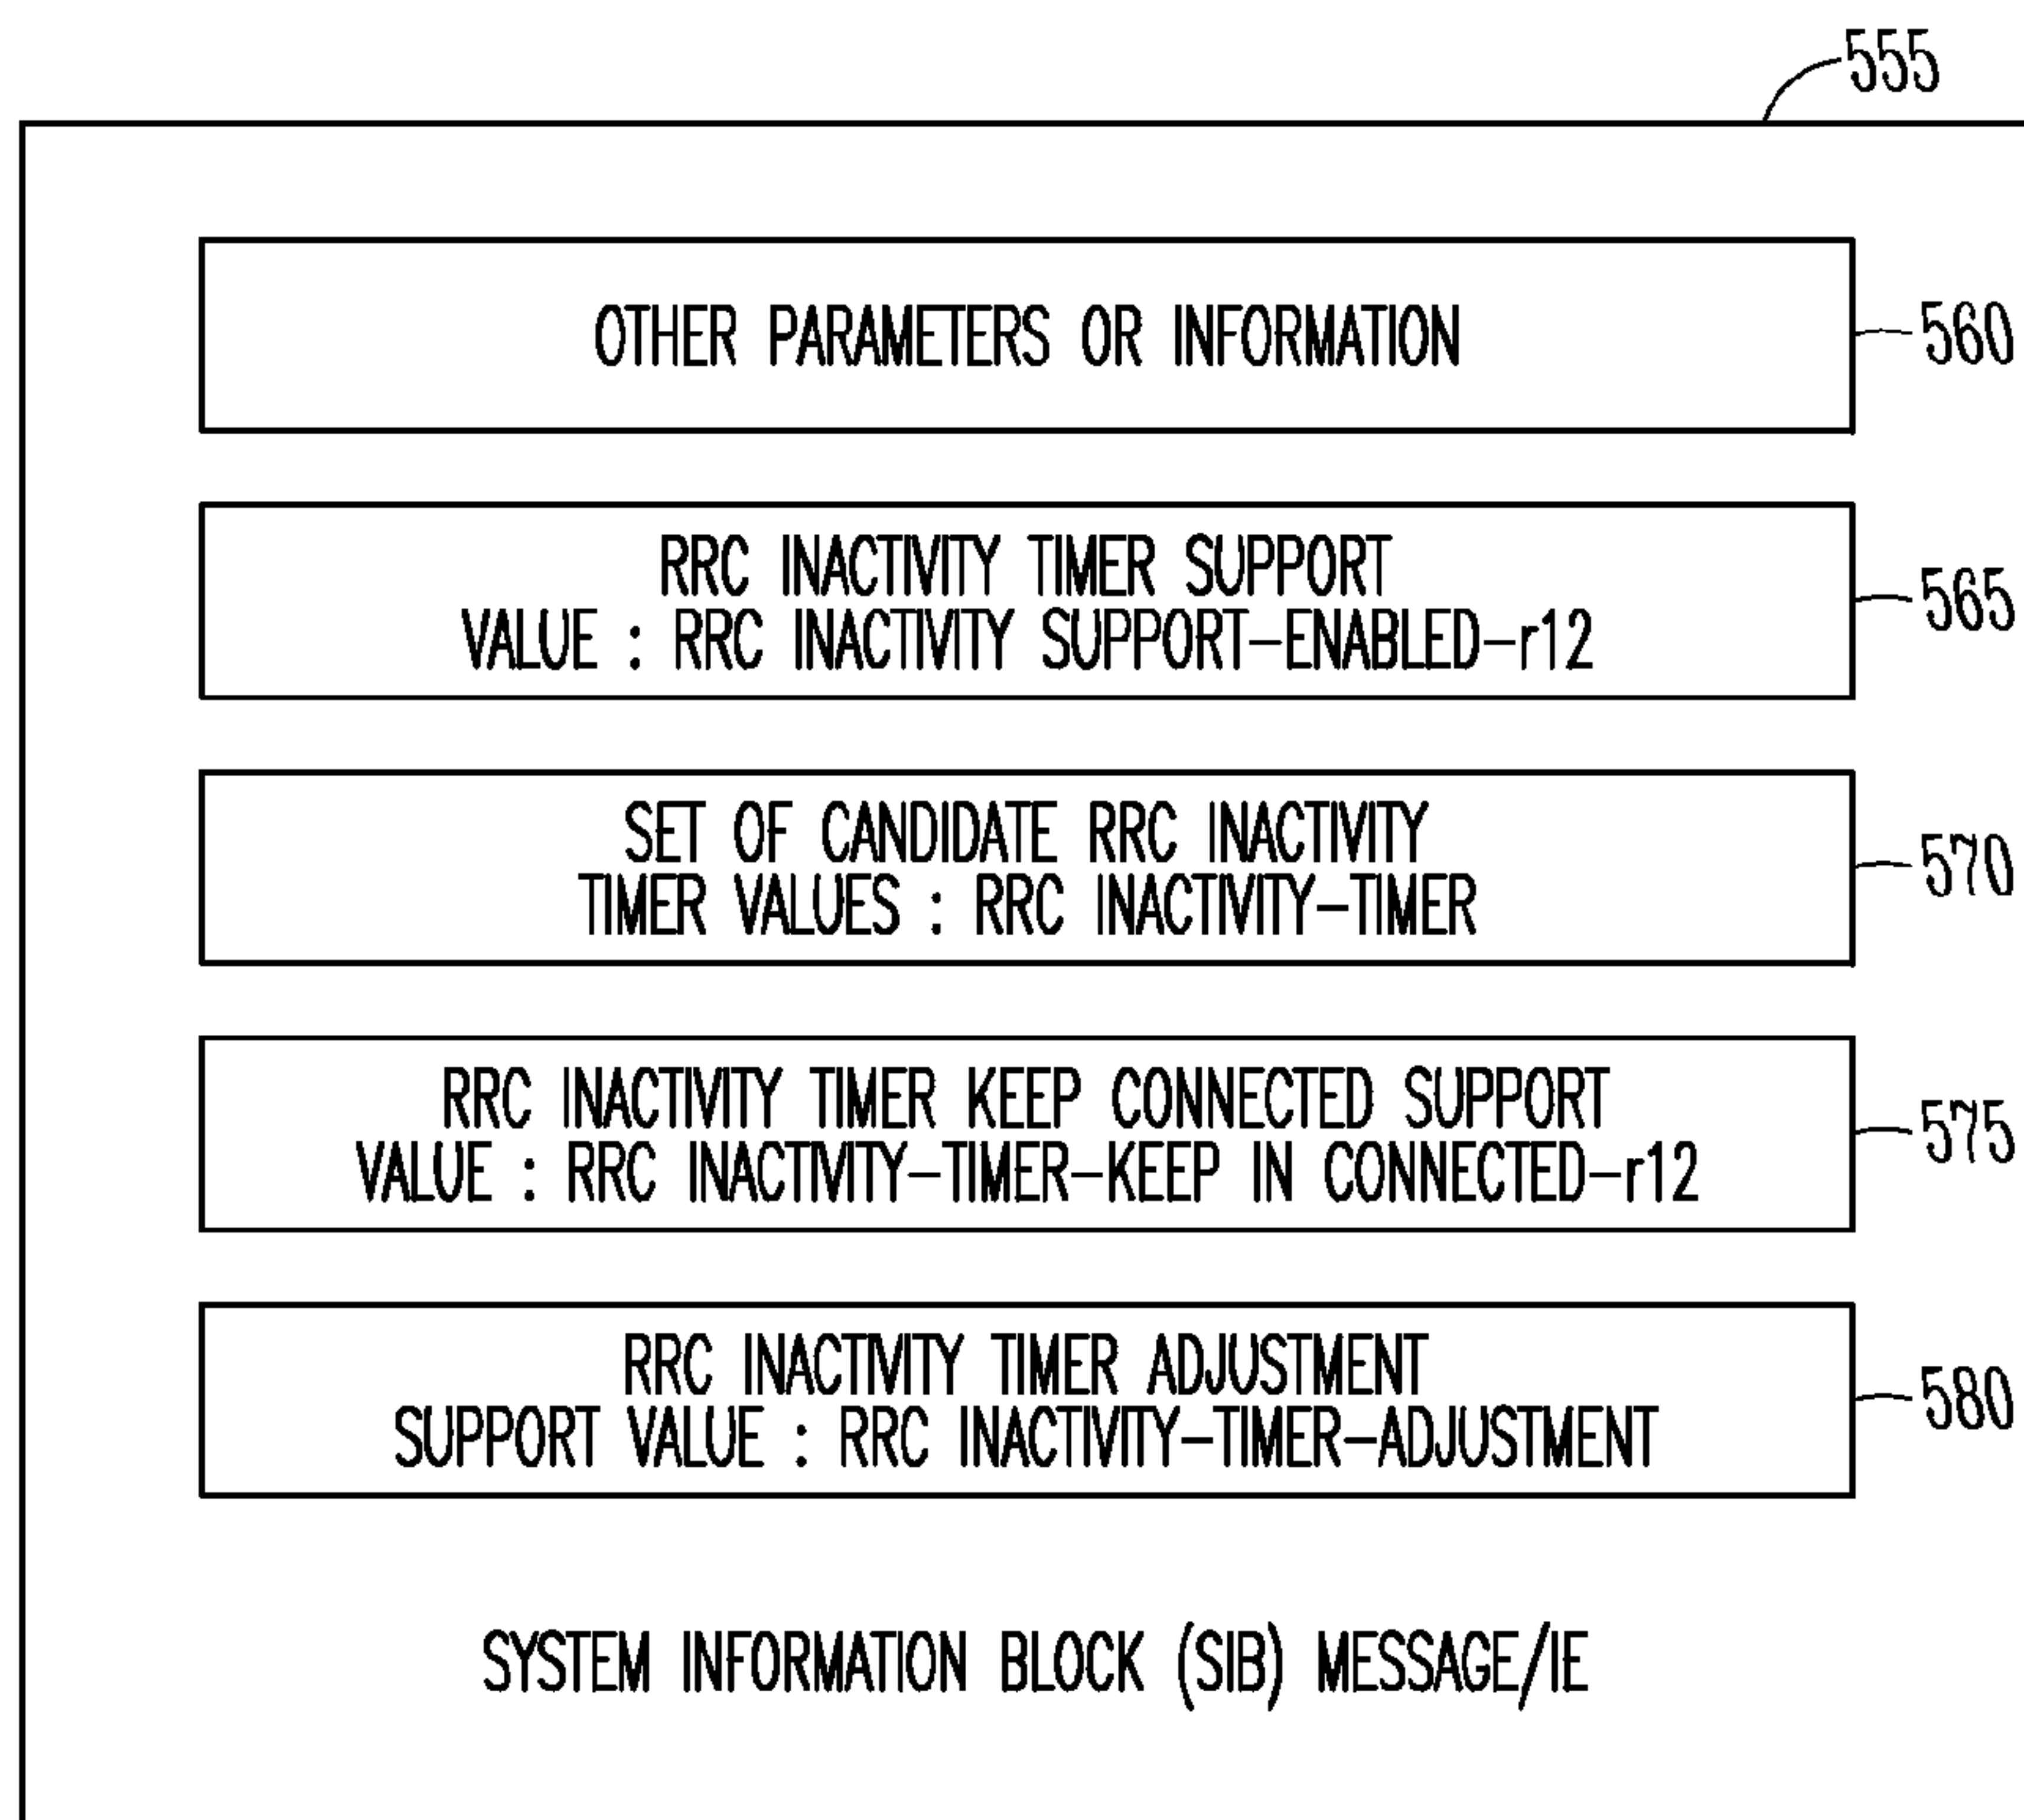 555
OTHER PARAMETERS OR INFORMATION
560
RRC INACTIVITY TIMER SUPPORT
VALUE : RRC INACTIVITY SUPPORT-ENABLED-r12
565
SET OF CANDIDATE RRC INACTIVITY
TIMER VALUES : RRC INACTIVITY-TIMER
570
RRC INACTIVITY TIMER KEEP CONNECTED SUPPORT
VALUE : RRC INACTIVITY-TIMER-KEEP IN CONNECTED-r12
575
RRC INACTIVITY TIMER ADJUSTMENT
SUPPORT VALUE : RRC INACTIVITY-TIMER-ADJUSTMENT
580
SYSTEM INFORMATION BLOCK (SIB) MESSAGE/IE